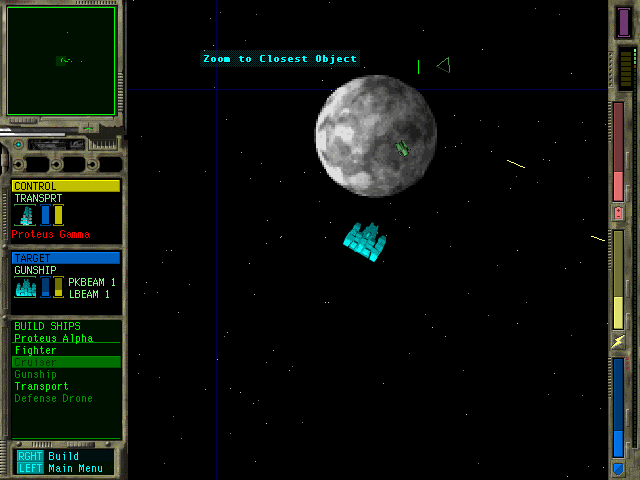 Zoom to Closest Object
CONTROL
TRANSPRT
Proteus Gamma
TARGET
GUNSHIP
PKBEAM 1
LBEAM 1
BUILD SHIPS
Proteus Alpha
Fighter
Cruiser
Gunship
Transport
Defense Drone
RGHT Build
LEFT Main Menu